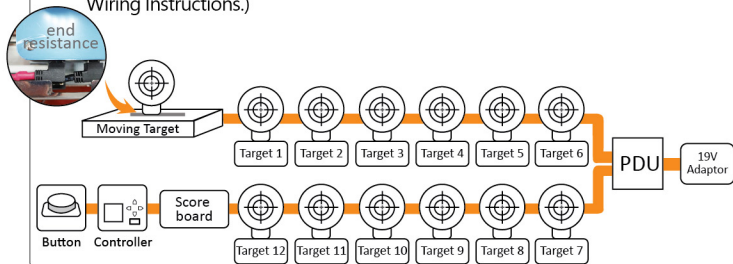 Wiring Instructions.)
end
resistance
Moving Target
Target 1
Target 2
Target 3
Target 4
Target 5
Target 6
PDU
19V
Adaptor
Button
Controller
Score
board
Target 12
Target 11
Target 10
Target 9
Target 8
Target 7